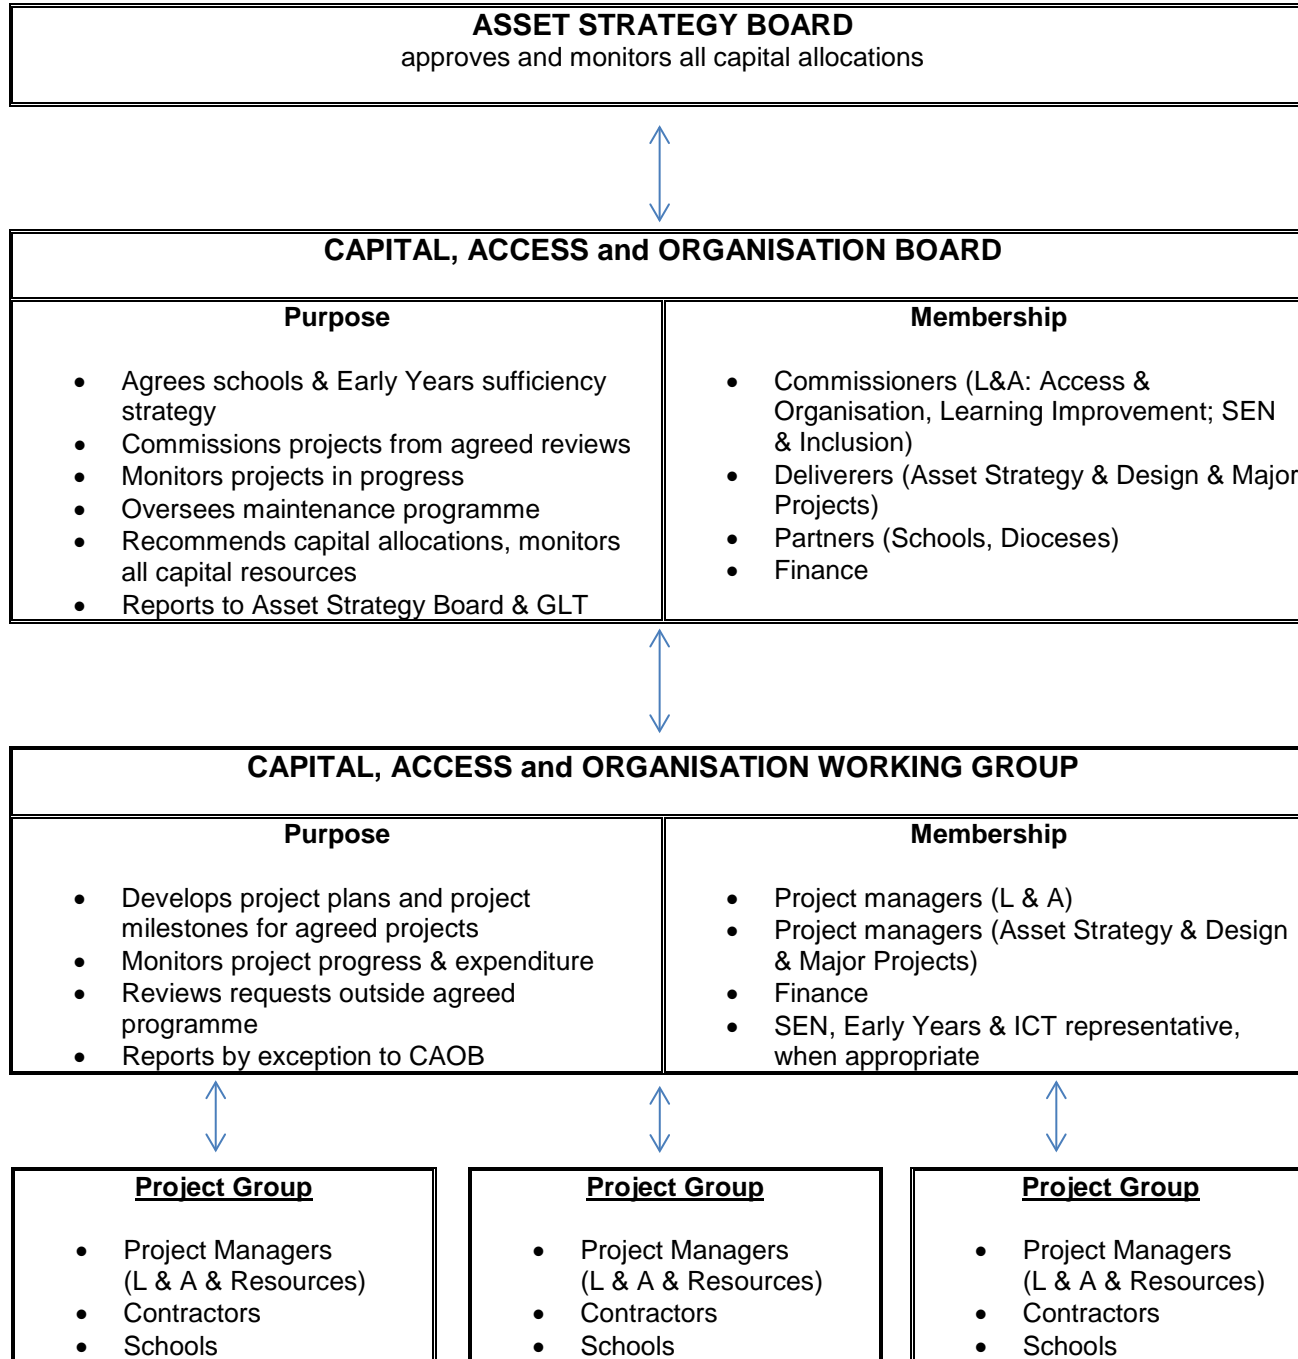 ASSET STRATEGY BOARD
approves and monitors all capital allocations
CAPITAL, ACCESS and ORGANISATION BOARD
Purpose
• Agrees schools & Early Years sufficiency
strategy
• Commissions projects from agreed reviews
• Monitors projects in progress
• Oversees maintenance programme
• Recommends capital allocations, monitors
all capital resources
• Reports to Asset Strategy Board & GLT
Membership
• Commissioners (L&A: Access &
Organisation, Learning Improvement; SEN
& Inclusion)
• Deliverers (Asset Strategy & Design & Major
Projects)
• Partners (Schools, Dioceses)
• Finance
CAPITAL, ACCESS and ORGANISATION WORKING GROUP
Purpose
• Develops project plans and project
milestones for agreed projects
• Monitors project progress & expenditure
• Reviews requests outside agreed
programme
• Reports by exception to CAOB
Membership
• Project managers (L & A)
• Project managers (Asset Strategy & Design
& Major Projects)
• Finance
• SEN, Early Years & ICT representative,
when appropriate
Project Group
• Project Managers
(L & A & Resources)
• Contractors
• Schools
Project Group
• Project Managers
(L & A & Resources)
• Contractors
• Schools
Project Group
• Project Managers
(L & A & Resources)
• Contractors
• Schools